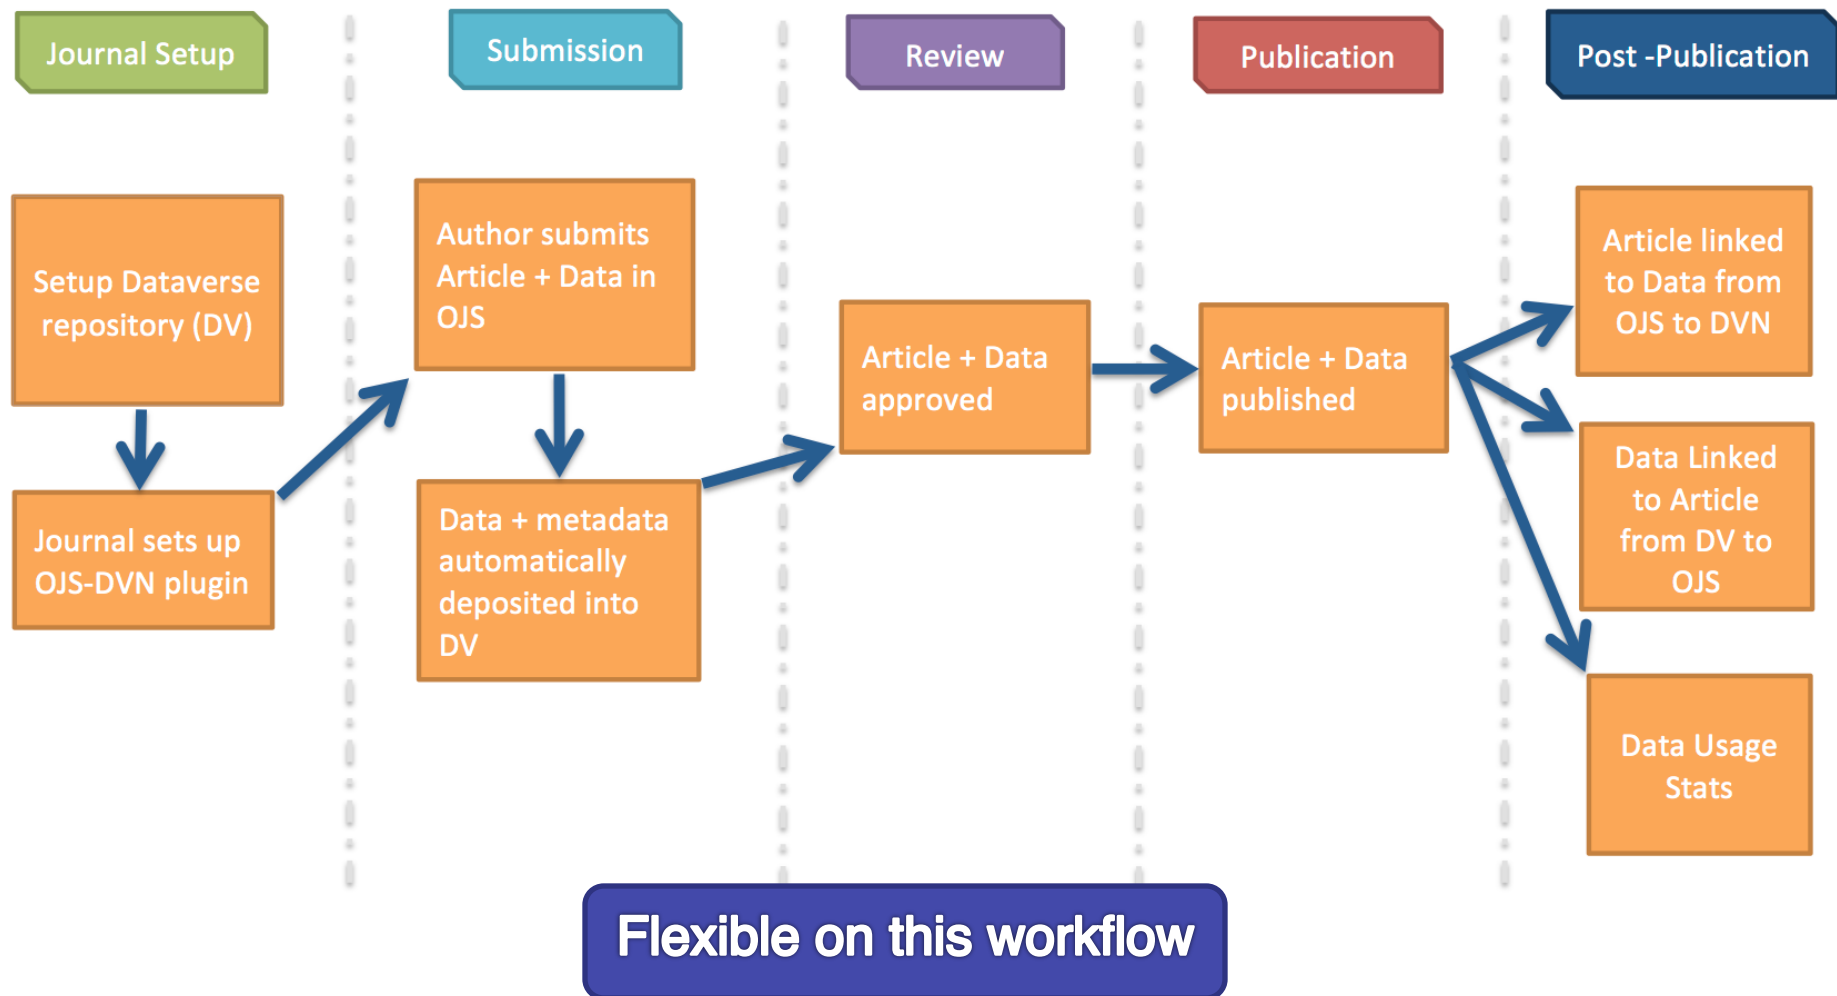 Journal Setup
Submission
Review
Publication
Post -Publication
Setup Dataverse
repository (DV)
Journal sets up
OJS-DVN plugin
Author submits
Article + Data in
OJS
Data + metadata
automatically
deposited into
DV
Article + Data
approved
Article + Data
published
Article linked
to Data from
OJS to DVN
Data Linked
to Article
from DV to
OJS
Data Usage
Stats
Flexible on this workflow